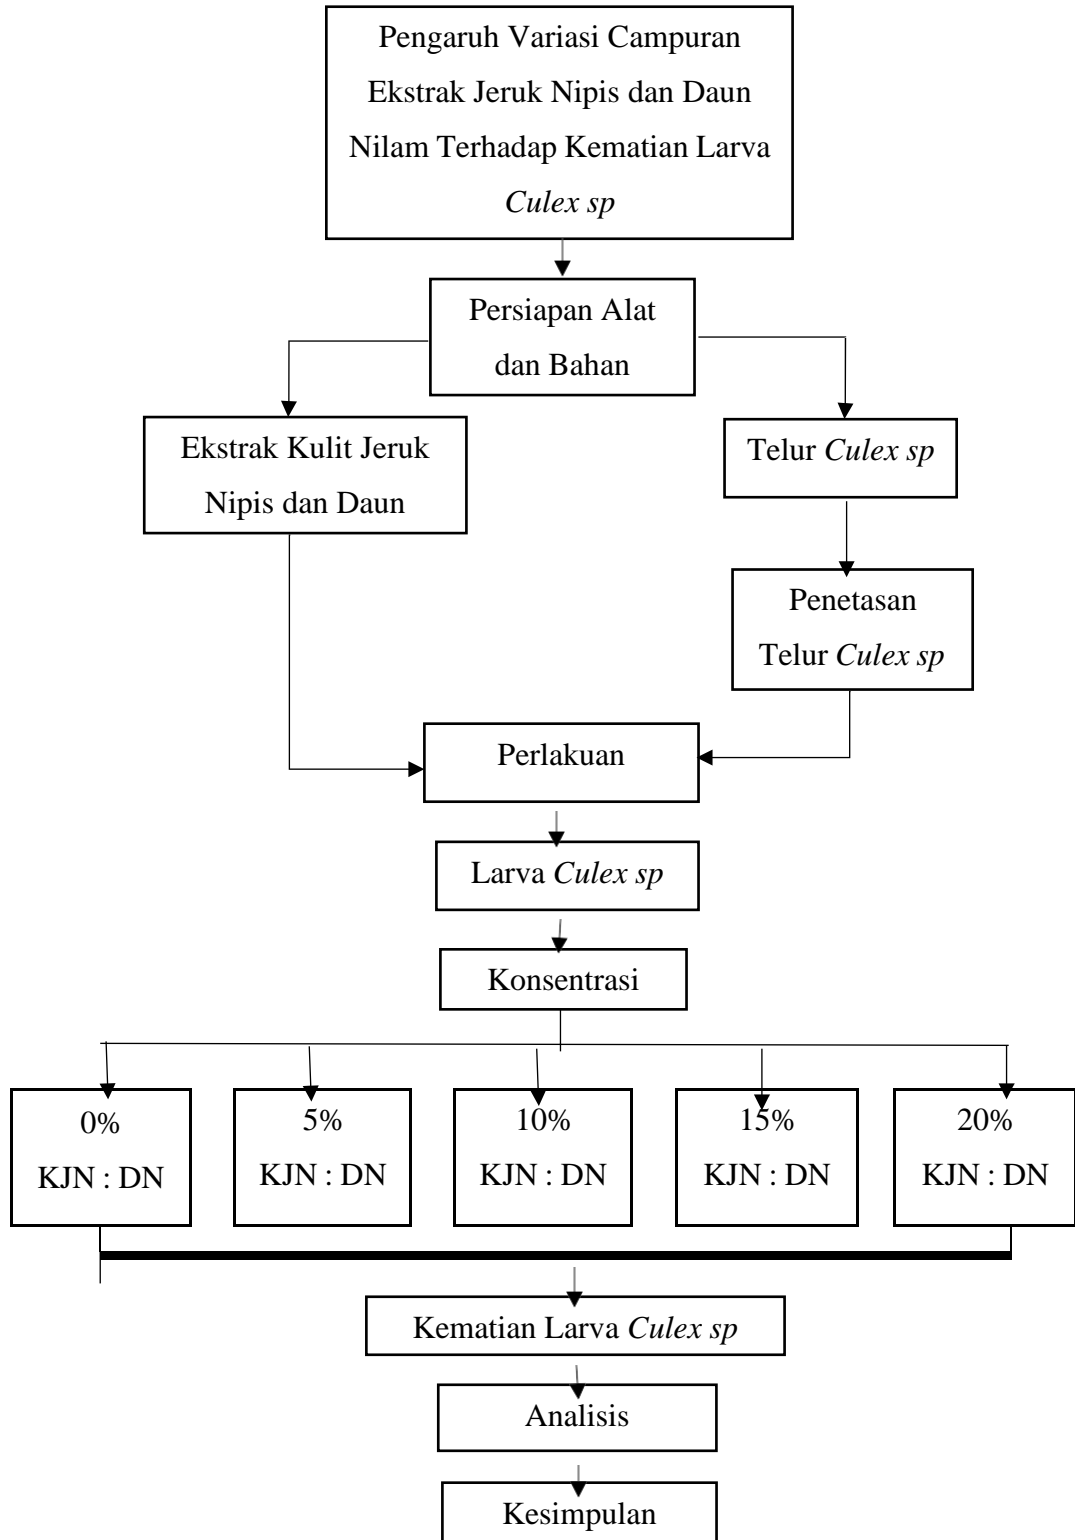 Pengaruh Variasi Campuran
Ekstrak Jeruk Nipis dan Daun
Nilam Terhadap Kematian Larva
Culex sp
Persiapan Alat
dan Bahan
Ekstrak Kulit Jeruk
Nipis dan Daun
Telur Culex sp
Penetasan
Telur Culex sp
Perlakuan
Larva Culex sp
Konsentrasi
0%
KJN : DN
5%
KJN : DN
10%
KJN : DN
15%
KJN : DN
20%
KJN : DN
Kematian Larva Culex sp
Analisis
Kesimpulan